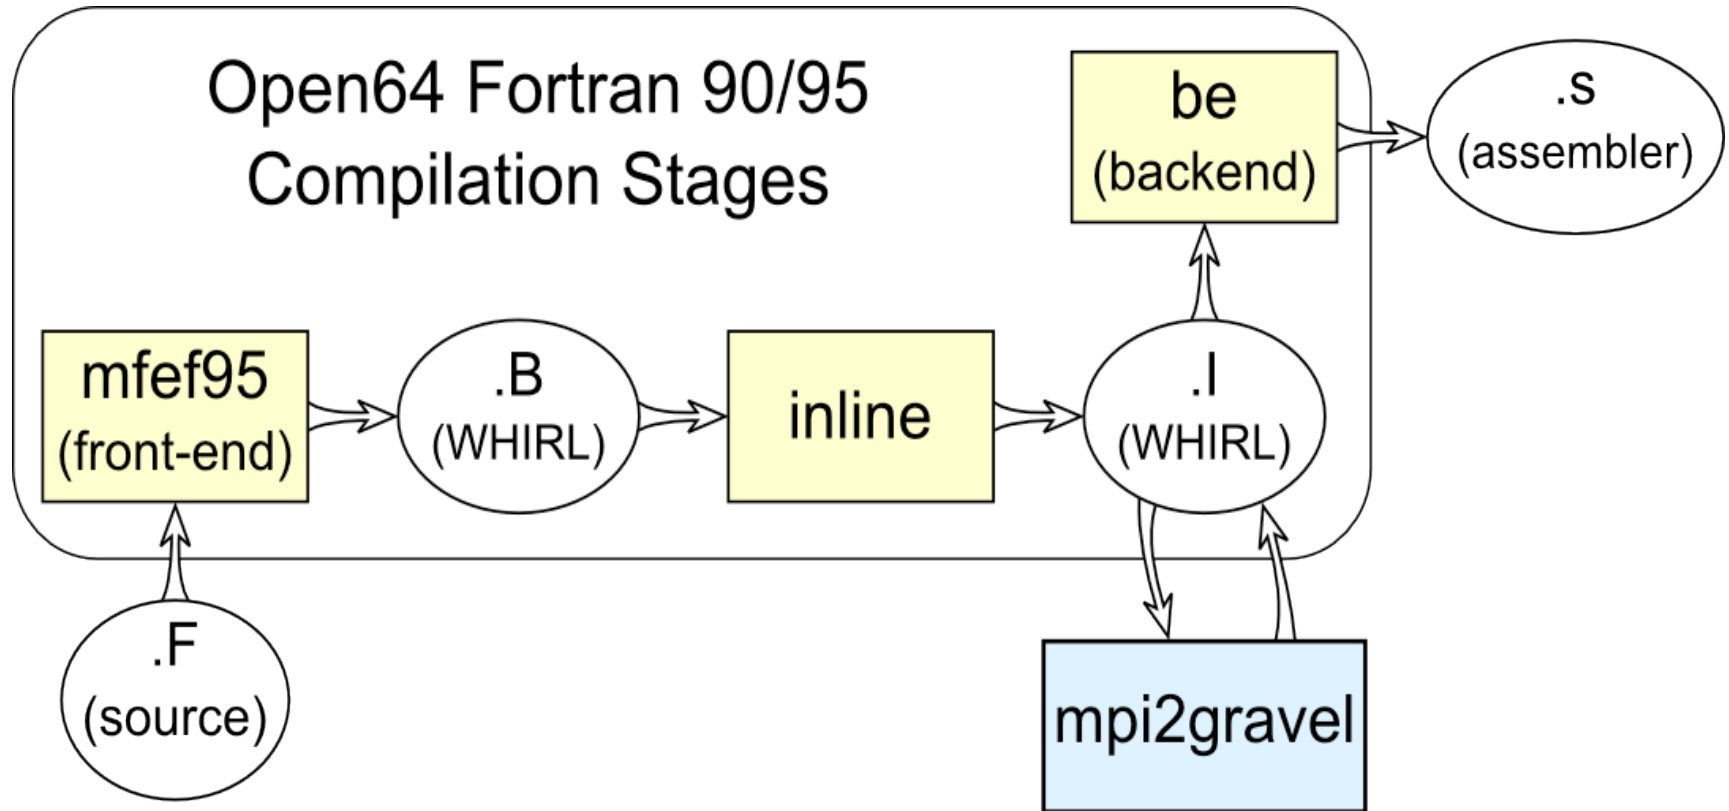 Open64 Fortran 90/95
Compilation Stages
be
(backend)
.s
(assembler)
mfef95
(front-end)
.B
(WHIRL)
inline
.I
(WHIRL)
.F
(source)
mpi2gravel